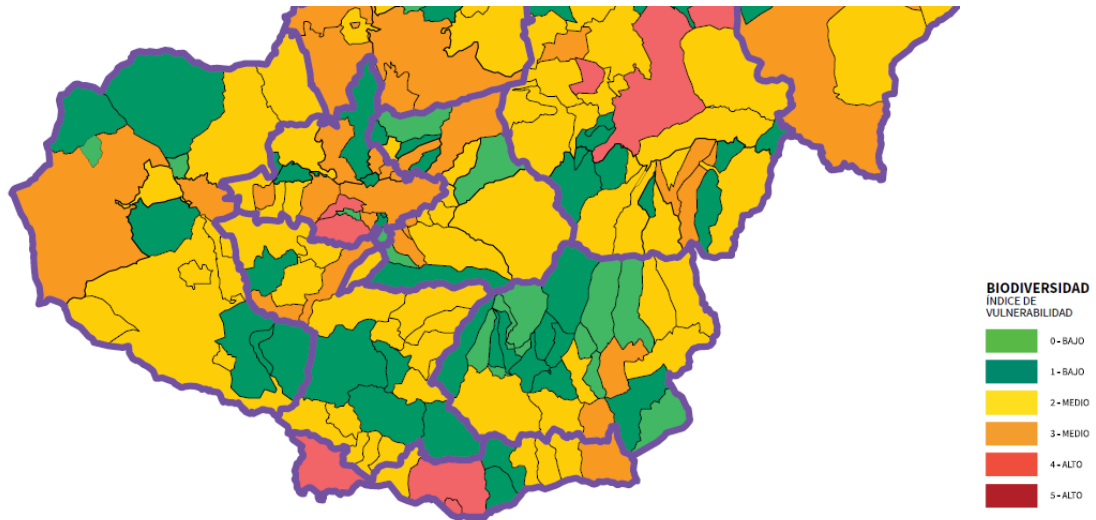 BIODIVERSIDAD
ÍNDICE DE
VULNERABILIDAD
0 - BAJO
1 - BAJO
2 - MEDIO
3 - MEDIO
4 - ALTO
5 - ALTO